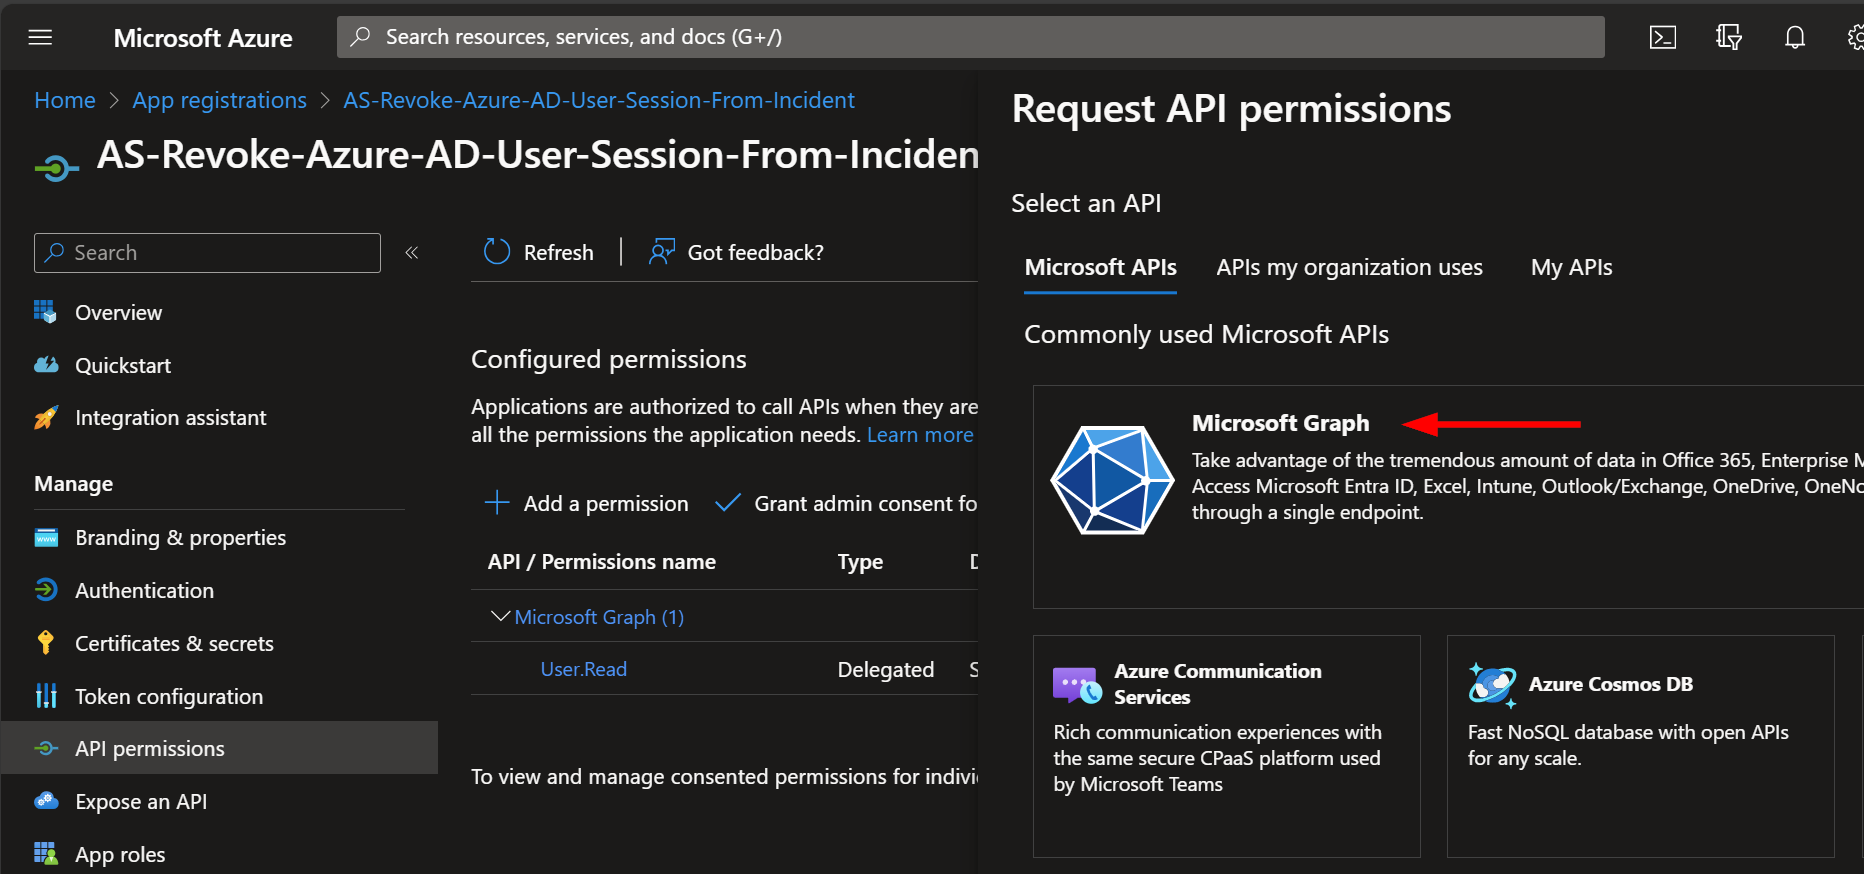 Microsoft Azure
Search resources, services, and docs (G+/)
Home > App registrations > AS-Revoke-Azure-AD-User-Session-From-Incident
AS-Revoke-Azure-AD-User-Session-From-Inciden
Search
Overview
Quickstart
Integration assistant
Manage
Branding & properties
Authentication
Certificates & secrets
Token configuration
API permissions
Expose an API
App roles
Refresh | Got feedback?
Configured permissions
Applications are authorized to call APIs when they are
all the permissions the application needs. Learn more
Add a permission Grant admin consent fo
API / Permissions name Type D
Microsoft Graph (1)
User.Read Delegated S
To view and manage consented permissions for indivi
Request API permissions
Select an API
Microsoft APIs APIs my organization uses My APIs
Commonly used Microsoft APIs
Microsoft Graph
Take advantage of the tremendous amount of data in Office 365, Enterprise M
Access Microsoft Entra ID, Excel, Intune, Outlook/Exchange, OneDrive, OneNo
through a single endpoint.
Azure Communication
Services
Rich communication experiences with
the same secure CPaaS platform used
by Microsoft Teams
Azure Cosmos DB
Fast NoSQL database with open APIs
for any scale.